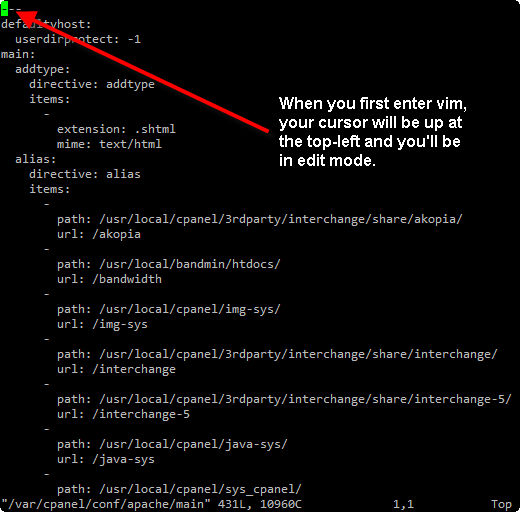 ---
defaultvhost:
userdirprotect: -1
main:
addtype:
directive: addtype
items:
-
extension: .shtml
mime: text/html
alias:
directive: alias
items:
-
path: /usr/local/cpanel/3rdparty/interchange/share/akopia/
url: /akopia
-
path: /usr/local/bandmin/htdocs/
url: /bandwidth
-
path: /usr/local/cpanel/img-sys/
url: /img-sys
-
path: /usr/local/cpanel/3rdparty/interchange/share/interchange/
url: /interchange
-
path: /usr/local/cpanel/3rdparty/interchange/share/interchange-5/
url: /interchange-5
-
path: /usr/local/cpanel/java-sys/
url: /java-sys
-
path: /usr/local/cpanel/sys_cpanel/
"/var/cpanel/conf/apache/main" 431L, 10960C 1,1 Top
When you first enter vim,
your cursor will be up at
the top-left and you'll be
in edit mode.